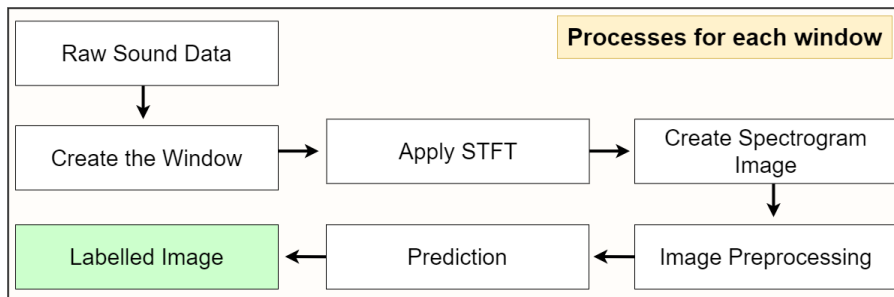 Processes for each window
Raw Sound Data
Create the Window
Apply STFT
Create Spectrogram
Image
Image Preprocessing
Prediction
Labelled Image